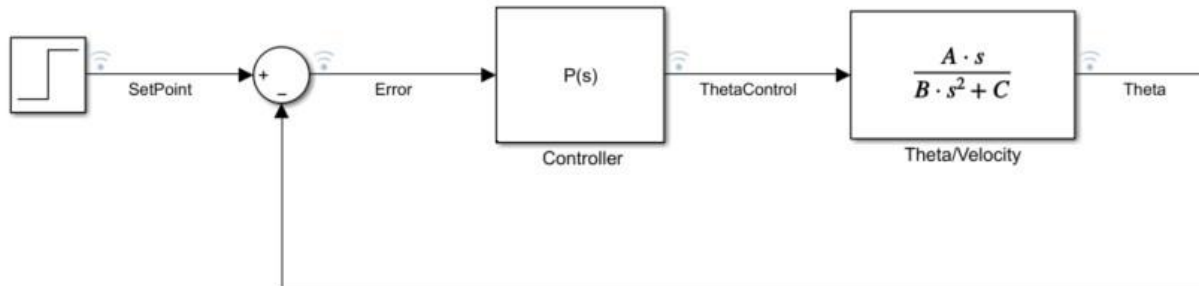 P(s)
A · s
B · s² + C
+
−
SetPoint
Error
ThetaControl
Theta
Controller
Theta/Velocity